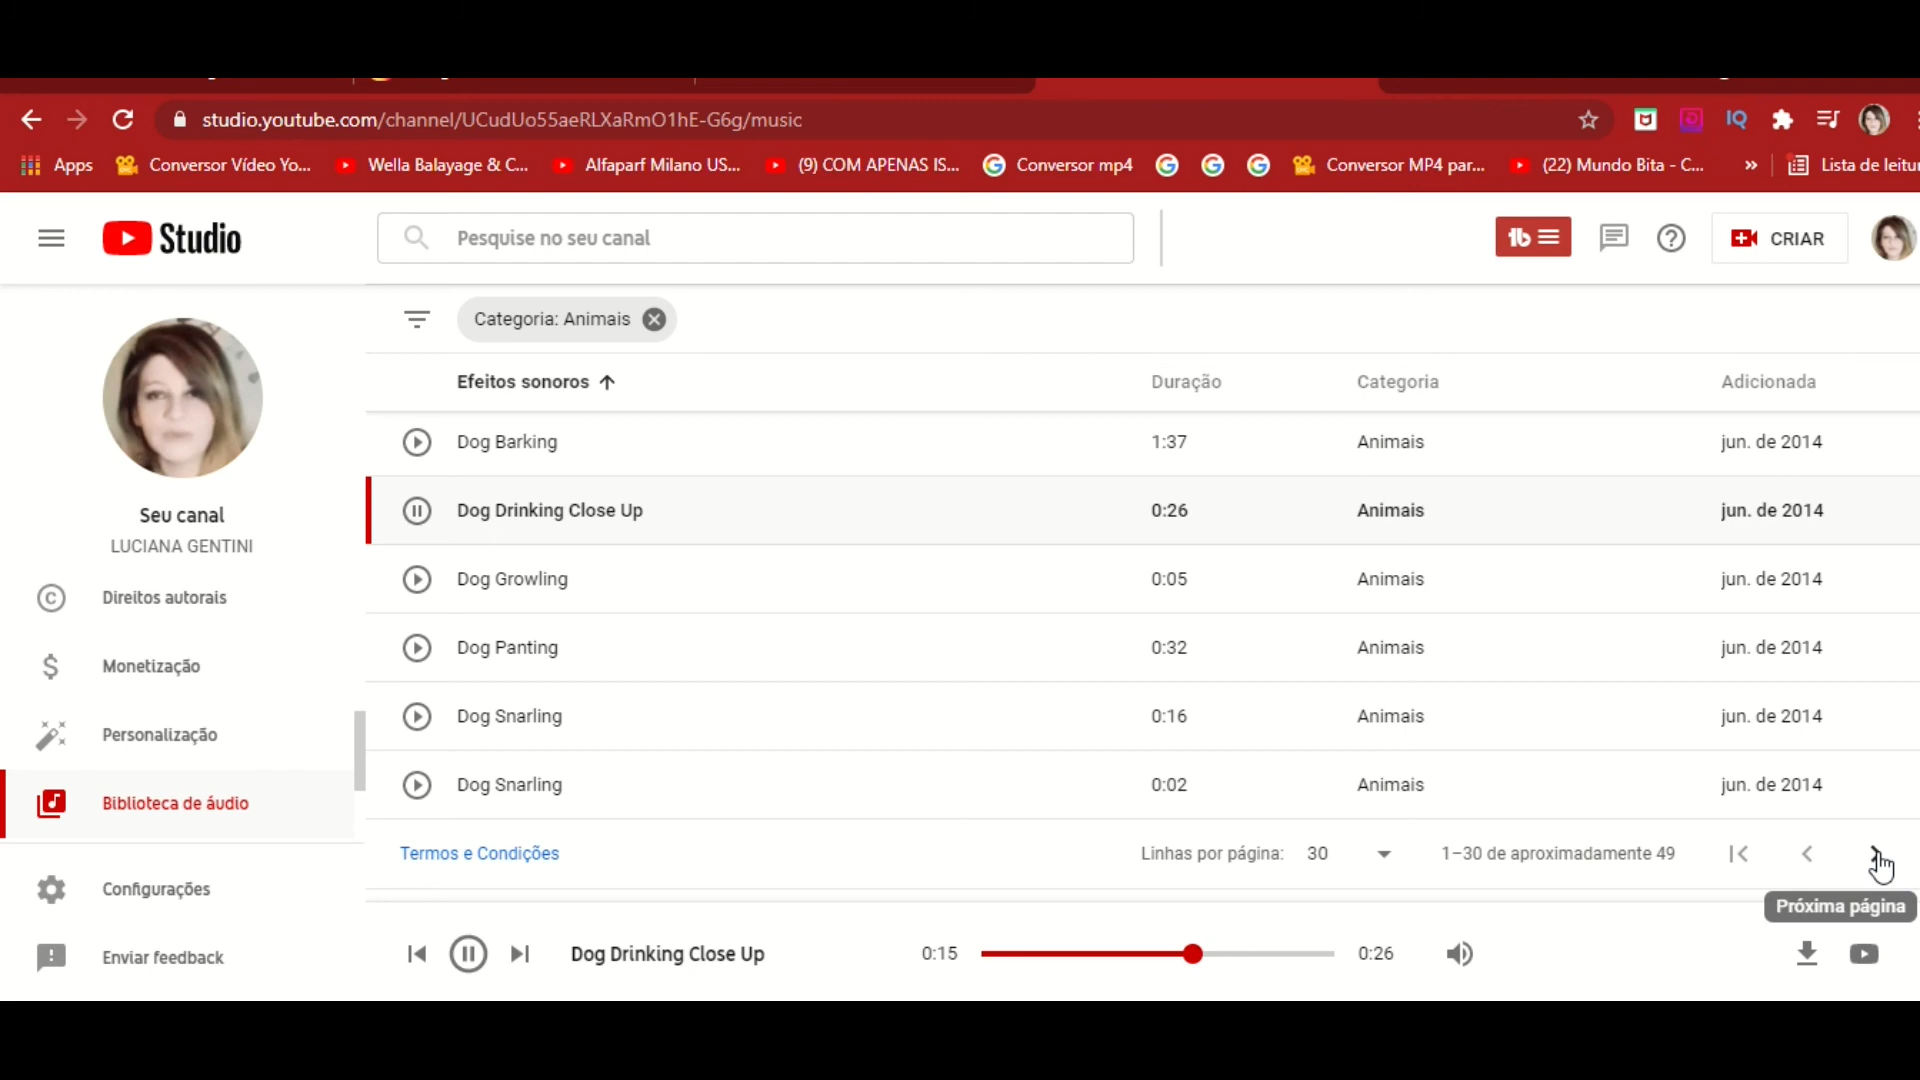 studio.youtube.com/channel/UCudUo55aeRLXaRmO1hE-G6g/music
Apps Conversor Vídeo Yo... Wella Balayage & C... Alfaparf Milano US... (9) COM APENAS IS... Conversor mp4 Conversor MP4 par... (22) Mundo Bita - C... » Lista de leitu
Studio
Pesquise no seu canal
CRIAR
Categoria: Animais
Efeitos sonoros Duração Categoria Adicionada
Dog Barking 1:37 Animais jun. de 2014
Dog Drinking Close Up 0:26 Animais jun. de 2014
Dog Growling 0:05 Animais jun. de 2014
Dog Panting 0:32 Animais jun. de 2014
Dog Snarling 0:16 Animais jun. de 2014
Dog Snarling 0:02 Animais jun. de 2014
Seu canal
LUCIANA GENTINI
Direitos autorais
Monetização
Personalização
Biblioteca de áudio
Configurações
Enviar feedback
Termos e Condições Linhas por página: 30 1–30 de aproximadamente 49
Próxima página
Dog Drinking Close Up 0:15 0:26